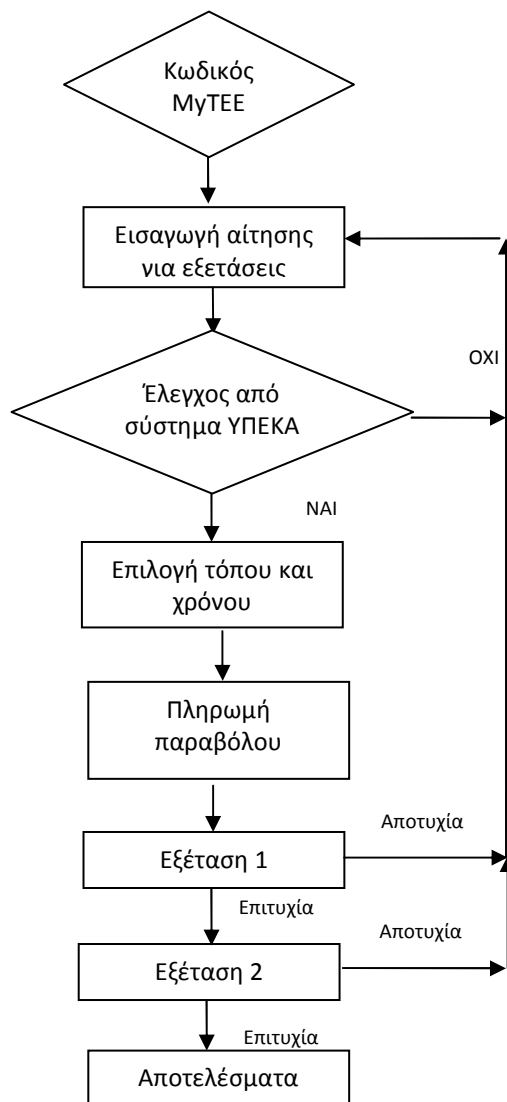 Κωδικός
MyTEE
Εισαγωγή αίτησης
για εξετάσεις
ΟΧΙ
Έλεγχος από
σύστημα ΥΠΕΚΑ
ΝΑΙ
Επιλογή τόπου και
χρόνου
Πληρωμή
παραβόλου
Αποτυχία
Εξέταση 1
Επιτυχία
Αποτυχία
Εξέταση 2
Επιτυχία
Αποτελέσματα